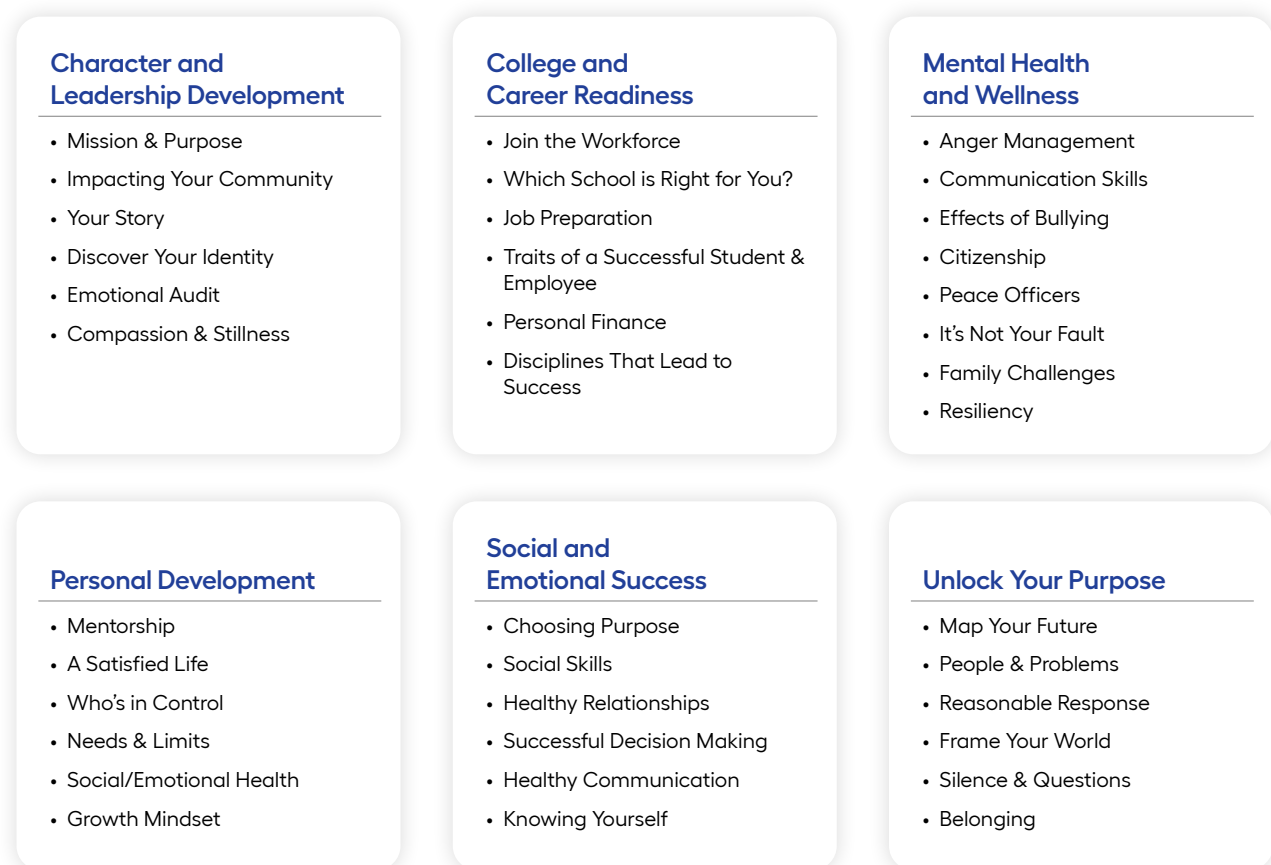 Character and
Leadership Development
• Mission & Purpose
• Impacting Your Community
• Your Story
• Discover Your Identity
• Emotional Audit
• Compassion & Stillness
College and
Career Readiness
• Join the Workforce
• Which School is Right for You?
• Job Preparation
• Traits of a Successful Student &
Employee
• Personal Finance
• Disciplines That Lead to
Success
Mental Health
and Wellness
• Anger Management
• Communication Skills
• Effects of Bullying
• Citizenship
• Peace Officers
• It’s Not Your Fault
• Family Challenges
• Resiliency
Personal Development
• Mentorship
• A Satisfied Life
• Who’s in Control
• Needs & Limits
• Social/Emotional Health
• Growth Mindset
Social and
Emotional Success
• Choosing Purpose
• Social Skills
• Healthy Relationships
• Successful Decision Making
• Healthy Communication
• Knowing Yourself
Unlock Your Purpose
• Map Your Future
• People & Problems
• Reasonable Response
• Frame Your World
• Silence & Questions
• Belonging